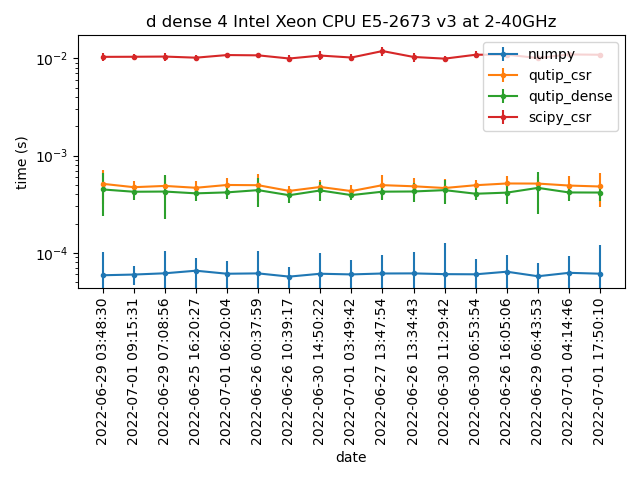 d dense 4 Intel Xeon CPU E5-2673 v3 at 2-40GHz
numpy
qutip_csr
qutip_dense
scipy_csr
time (s)
10⁻²
10⁻³
10⁻⁴
2022-06-29 03:48:30
2022-07-01 09:15:31
2022-06-29 07:08:56
2022-06-25 16:20:27
2022-07-01 06:20:04
2022-06-26 00:37:59
2022-06-26 10:39:17
2022-06-30 14:50:22
2022-07-01 03:49:42
2022-06-27 13:47:54
2022-06-26 13:34:43
2022-06-30 11:29:42
2022-06-30 06:53:54
2022-06-26 16:05:06
2022-06-29 06:43:53
2022-07-01 04:14:46
2022-07-01 17:50:10
date